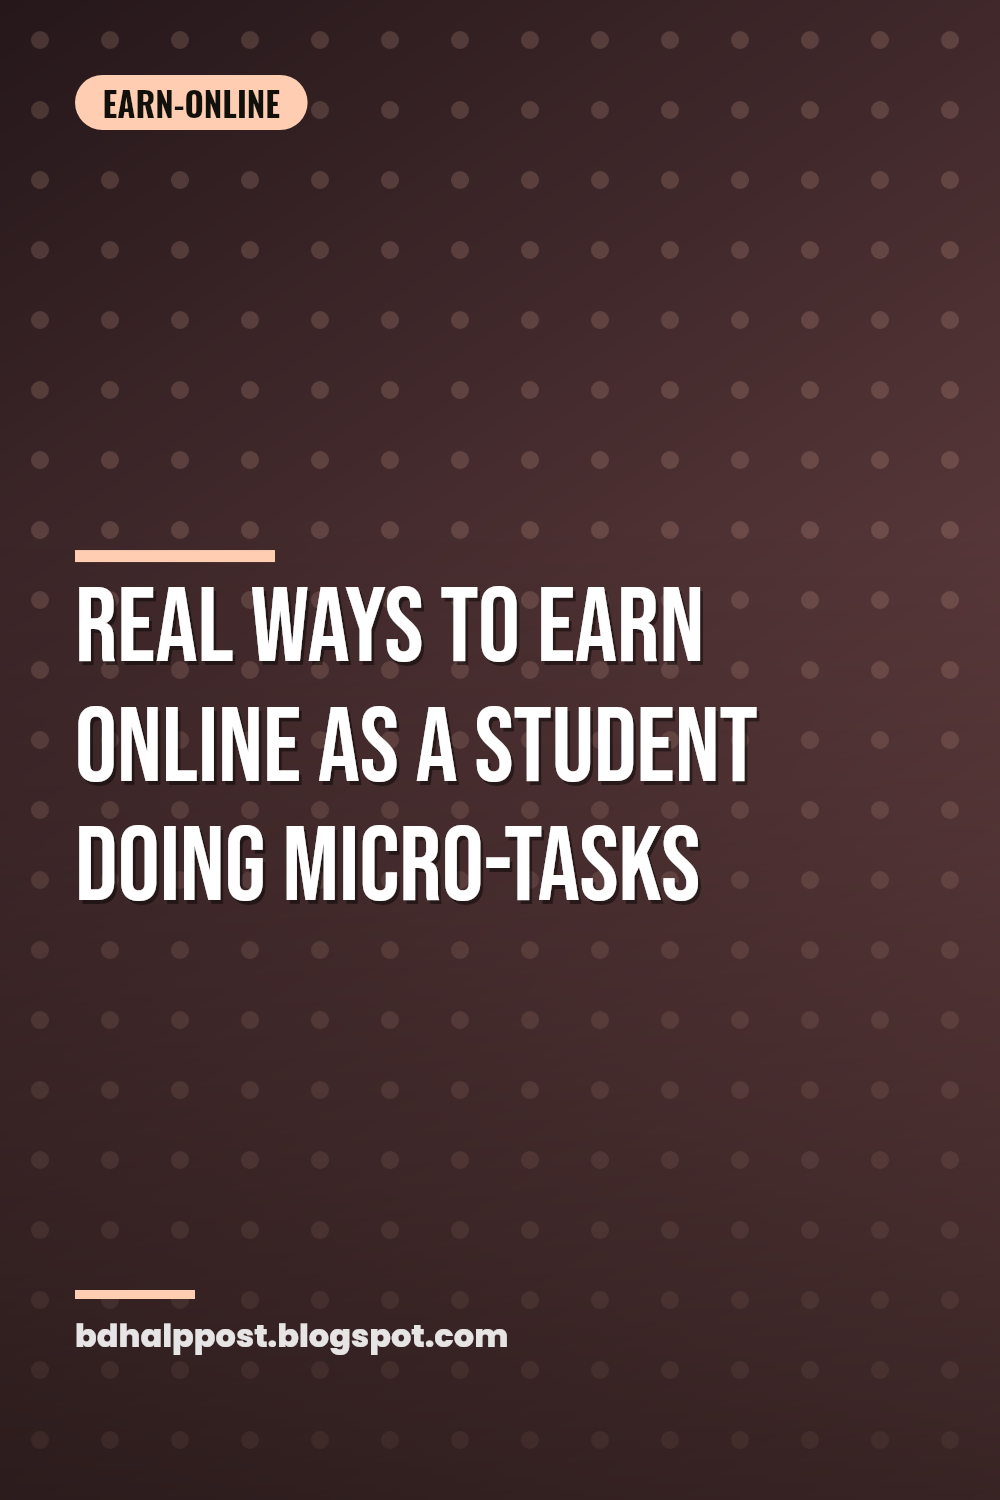 EARN-ONLINE
REAL WAYS TO EARN
ONLINE AS A STUDENT
DOING MICRO-TASKS
bdhalppost.blogspot.com